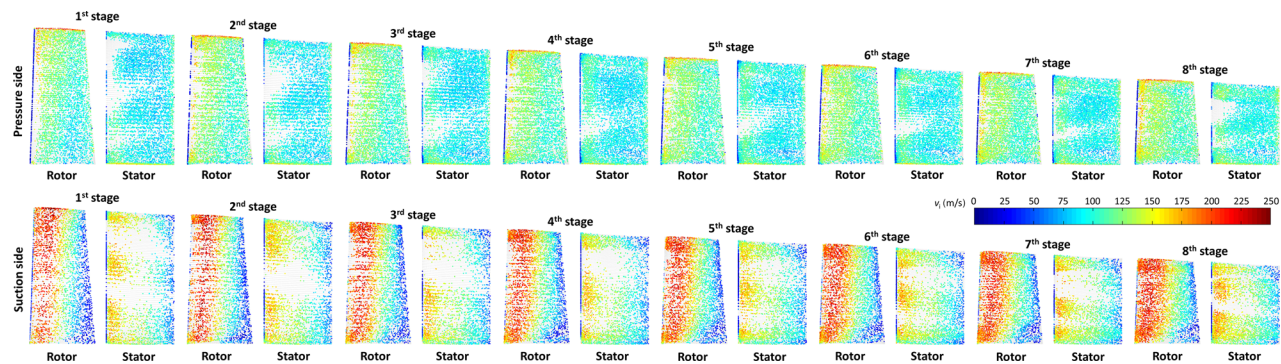 Pressure side
1st stage
2nd stage
3rd stage
4th stage
5th stage
6th stage
7th stage
8th stage
Rotor Stator Rotor Stator Rotor Stator Rotor Stator Rotor Stator Rotor Stator Rotor Stator Rotor Stator
vl (m/s) 0 25 50 75 100 125 150 175 200 225 250
Suction side
1st stage
2nd stage
3rd stage
4th stage
5th stage
6th stage
7th stage
8th stage
Rotor Stator Rotor Stator Rotor Stator Rotor Stator Rotor Stator Rotor Stator Rotor Stator Rotor Stator